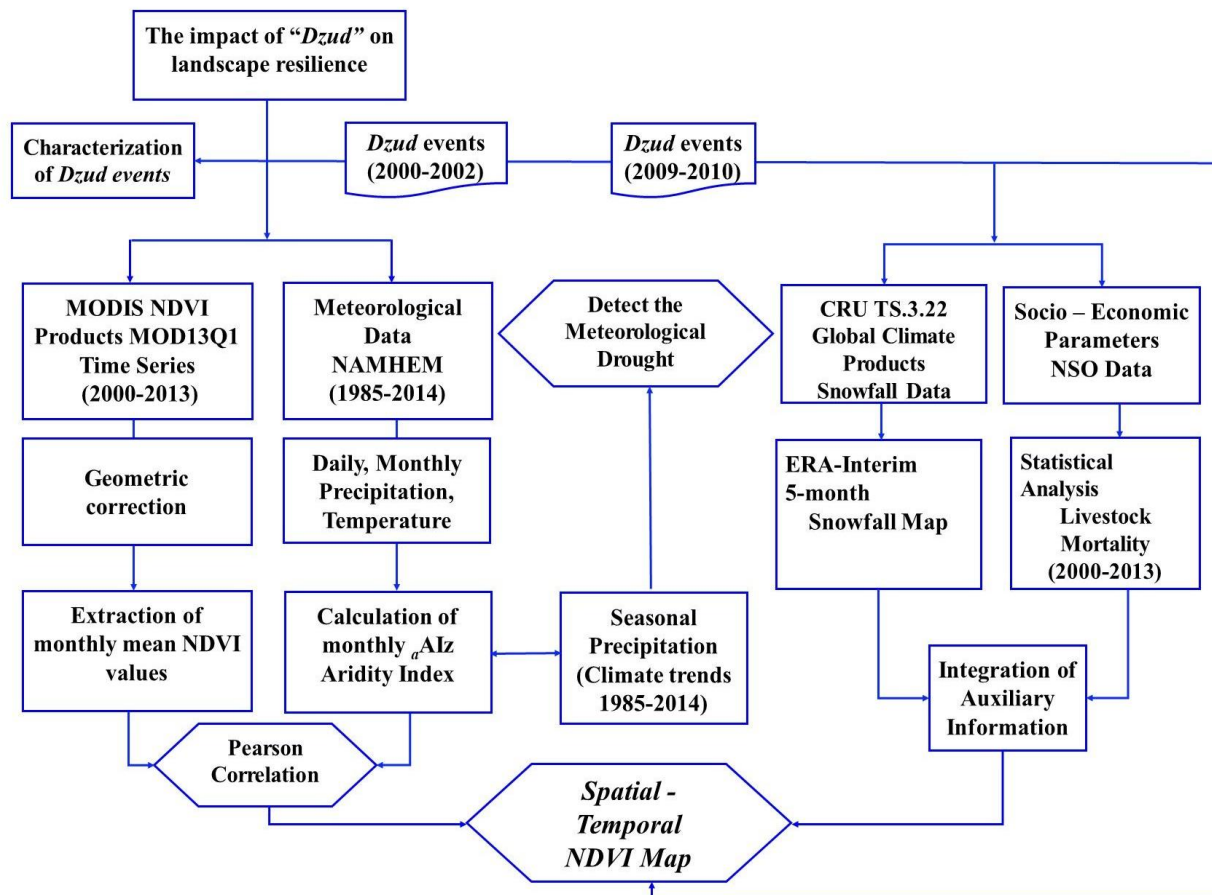 The impact of “Dzud” on
landscape resilience
Characterization
of Dzud events
Dzud events
(2000-2002)
Dzud events
(2009-2010)
MODIS NDVI
Products MOD13Q1
Time Series
(2000-2013)
Meteorological
Data
NAMHEM
(1985-2014)
Detect the
Meteorological
Drought
CRU TS.3.22
Global Climate
Products
Snowfall Data
Socio – Economic
Parameters
NSO Data
Geometric
correction
Daily, Monthly
Precipitation,
Temperature
ERA-Interim
5-month
Snowfall Map
Statistical
Analysis
Livestock
Mortality
(2000-2013)
Extraction of
monthly mean NDVI
values
Calculation of
monthly aAIz
Aridity Index
Seasonal
Precipitation
(Climate trends
1985-2014)
Integration of
Auxiliary
Information
Pearson
Correlation
Spatial -
Temporal
NDVI Map